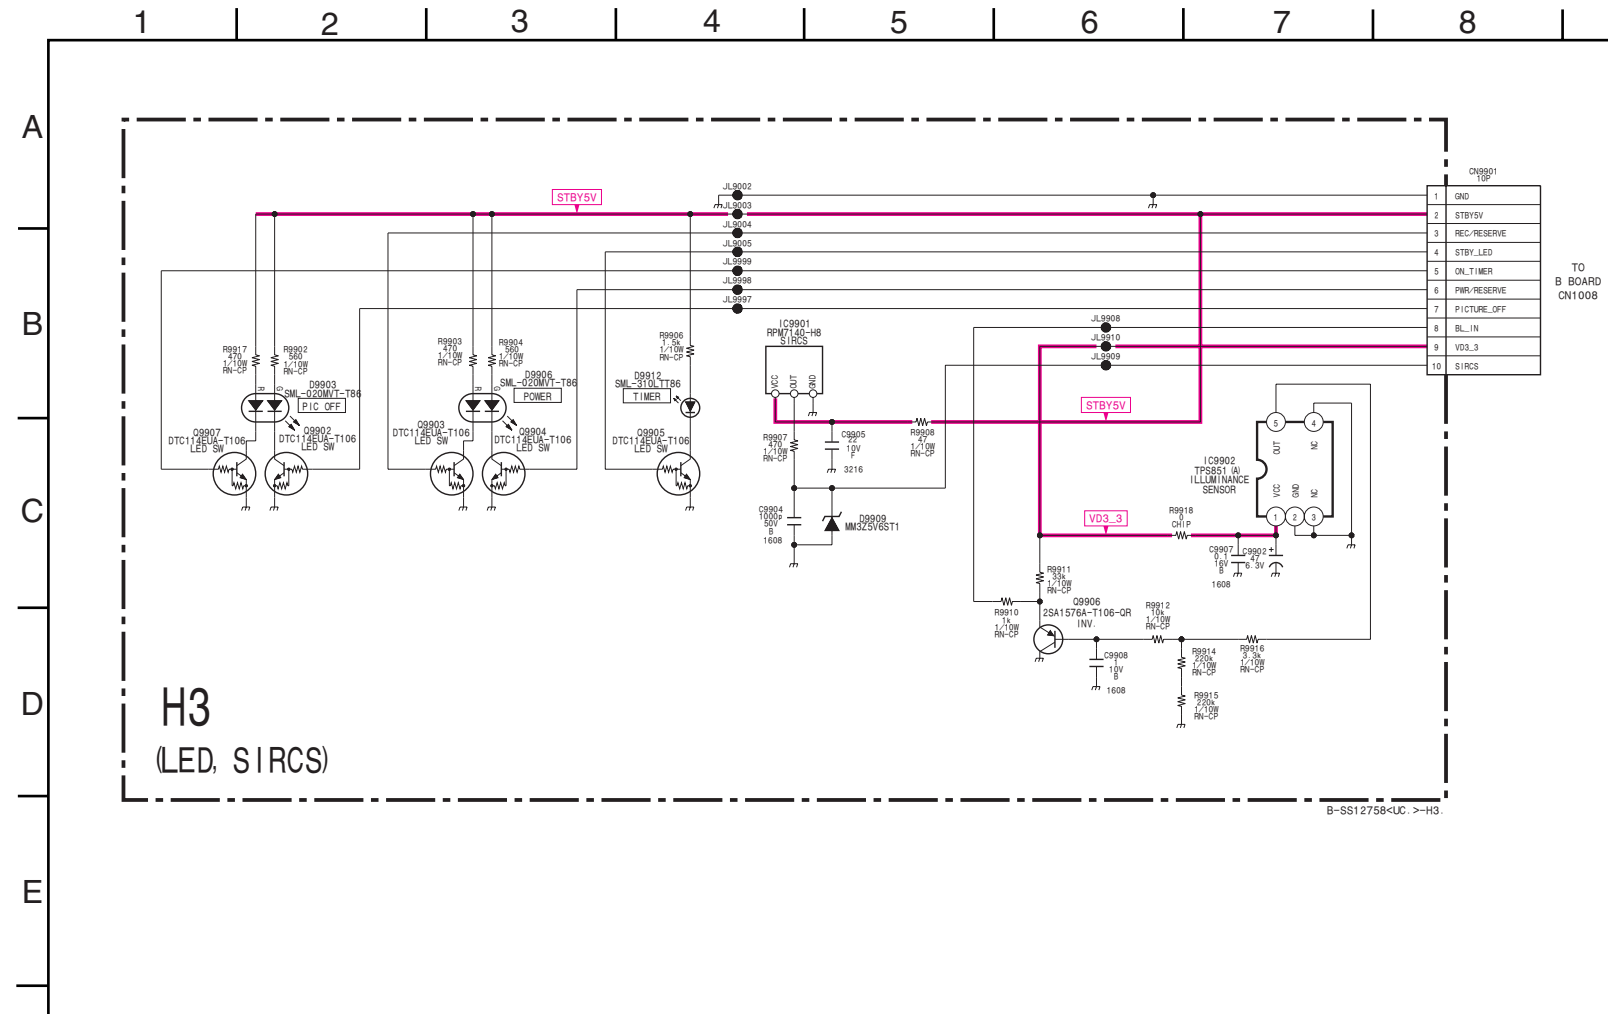 1 2 3 4 5 6 7 8
A
B
C
D
E
STBY5V
JL9002
JL9003
JL9004
JL9005
JL9999
JL9998
JL9997
CN9901
10P
1 GND
2 STBY5V
3 REC/RESERVE
4 STBY_LED
5 ON_TIMER
6 PWR/RESERVE
7 PICTURE_OFF
8 BL_IN
9 VD3_3
10 SIRCS
TO
B BOARD
CN1008
JL9908
JL9910
JL9909
R9917
470
1/10W
RN-CP
R9902
560
1/10W
RN-CP
R G
D9903
SML-020MVT-T86
PIC OFF
Q9907
DTC114EUA-T106
LED SW
Q9902
DTC114EUA-T106
LED SW
R9903
470
1/10W
RN-CP
R9904
560
1/10W
RN-CP
R G
D9906
SML-020MVT-T86
POWER
Q9903
DTC114EUA-T106
LED SW
Q9904
DTC114EUA-T106
LED SW
R9906
1.5k
1/10W
RN-CP
D9912
SML-310LTT86
TIMER
Q9905
DTC114EUA-T106
LED SW
IC9901
RPM7140-H8
SIRCS
VCC OUT GND
R9907
470
1/10W
RN-CP
C9905
22
10V
F
3216
R9908
47
1/10W
RN-CP
STBY5V
C9904
1000p
50V
B
1608
D9909
MM3Z5V6ST1
VD3_3
R9918
0
CHIP
IC9902
TPS851 (A)
ILLUMINANCE
SENSOR
5 4
OUT NC
VCC GND NC
1 2 3
C9907
0.1
16V
B
1608
C9902
47
6.3V
+
R9911
33k
1/10W
RN-CP
R9910
1k
1/10W
RN-CP
Q9906
2SA1576A-T106-QR
INV.
R9912
10k
1/10W
RN-CP
C9908
1
10V
B
1608
R9914
220k
1/10W
RN-CP
R9916
3.3k
1/10W
RN-CP
R9915
220k
1/10W
RN-CP
H3
(LED, SIRCS)
B-SS12758<UC.>-H3.